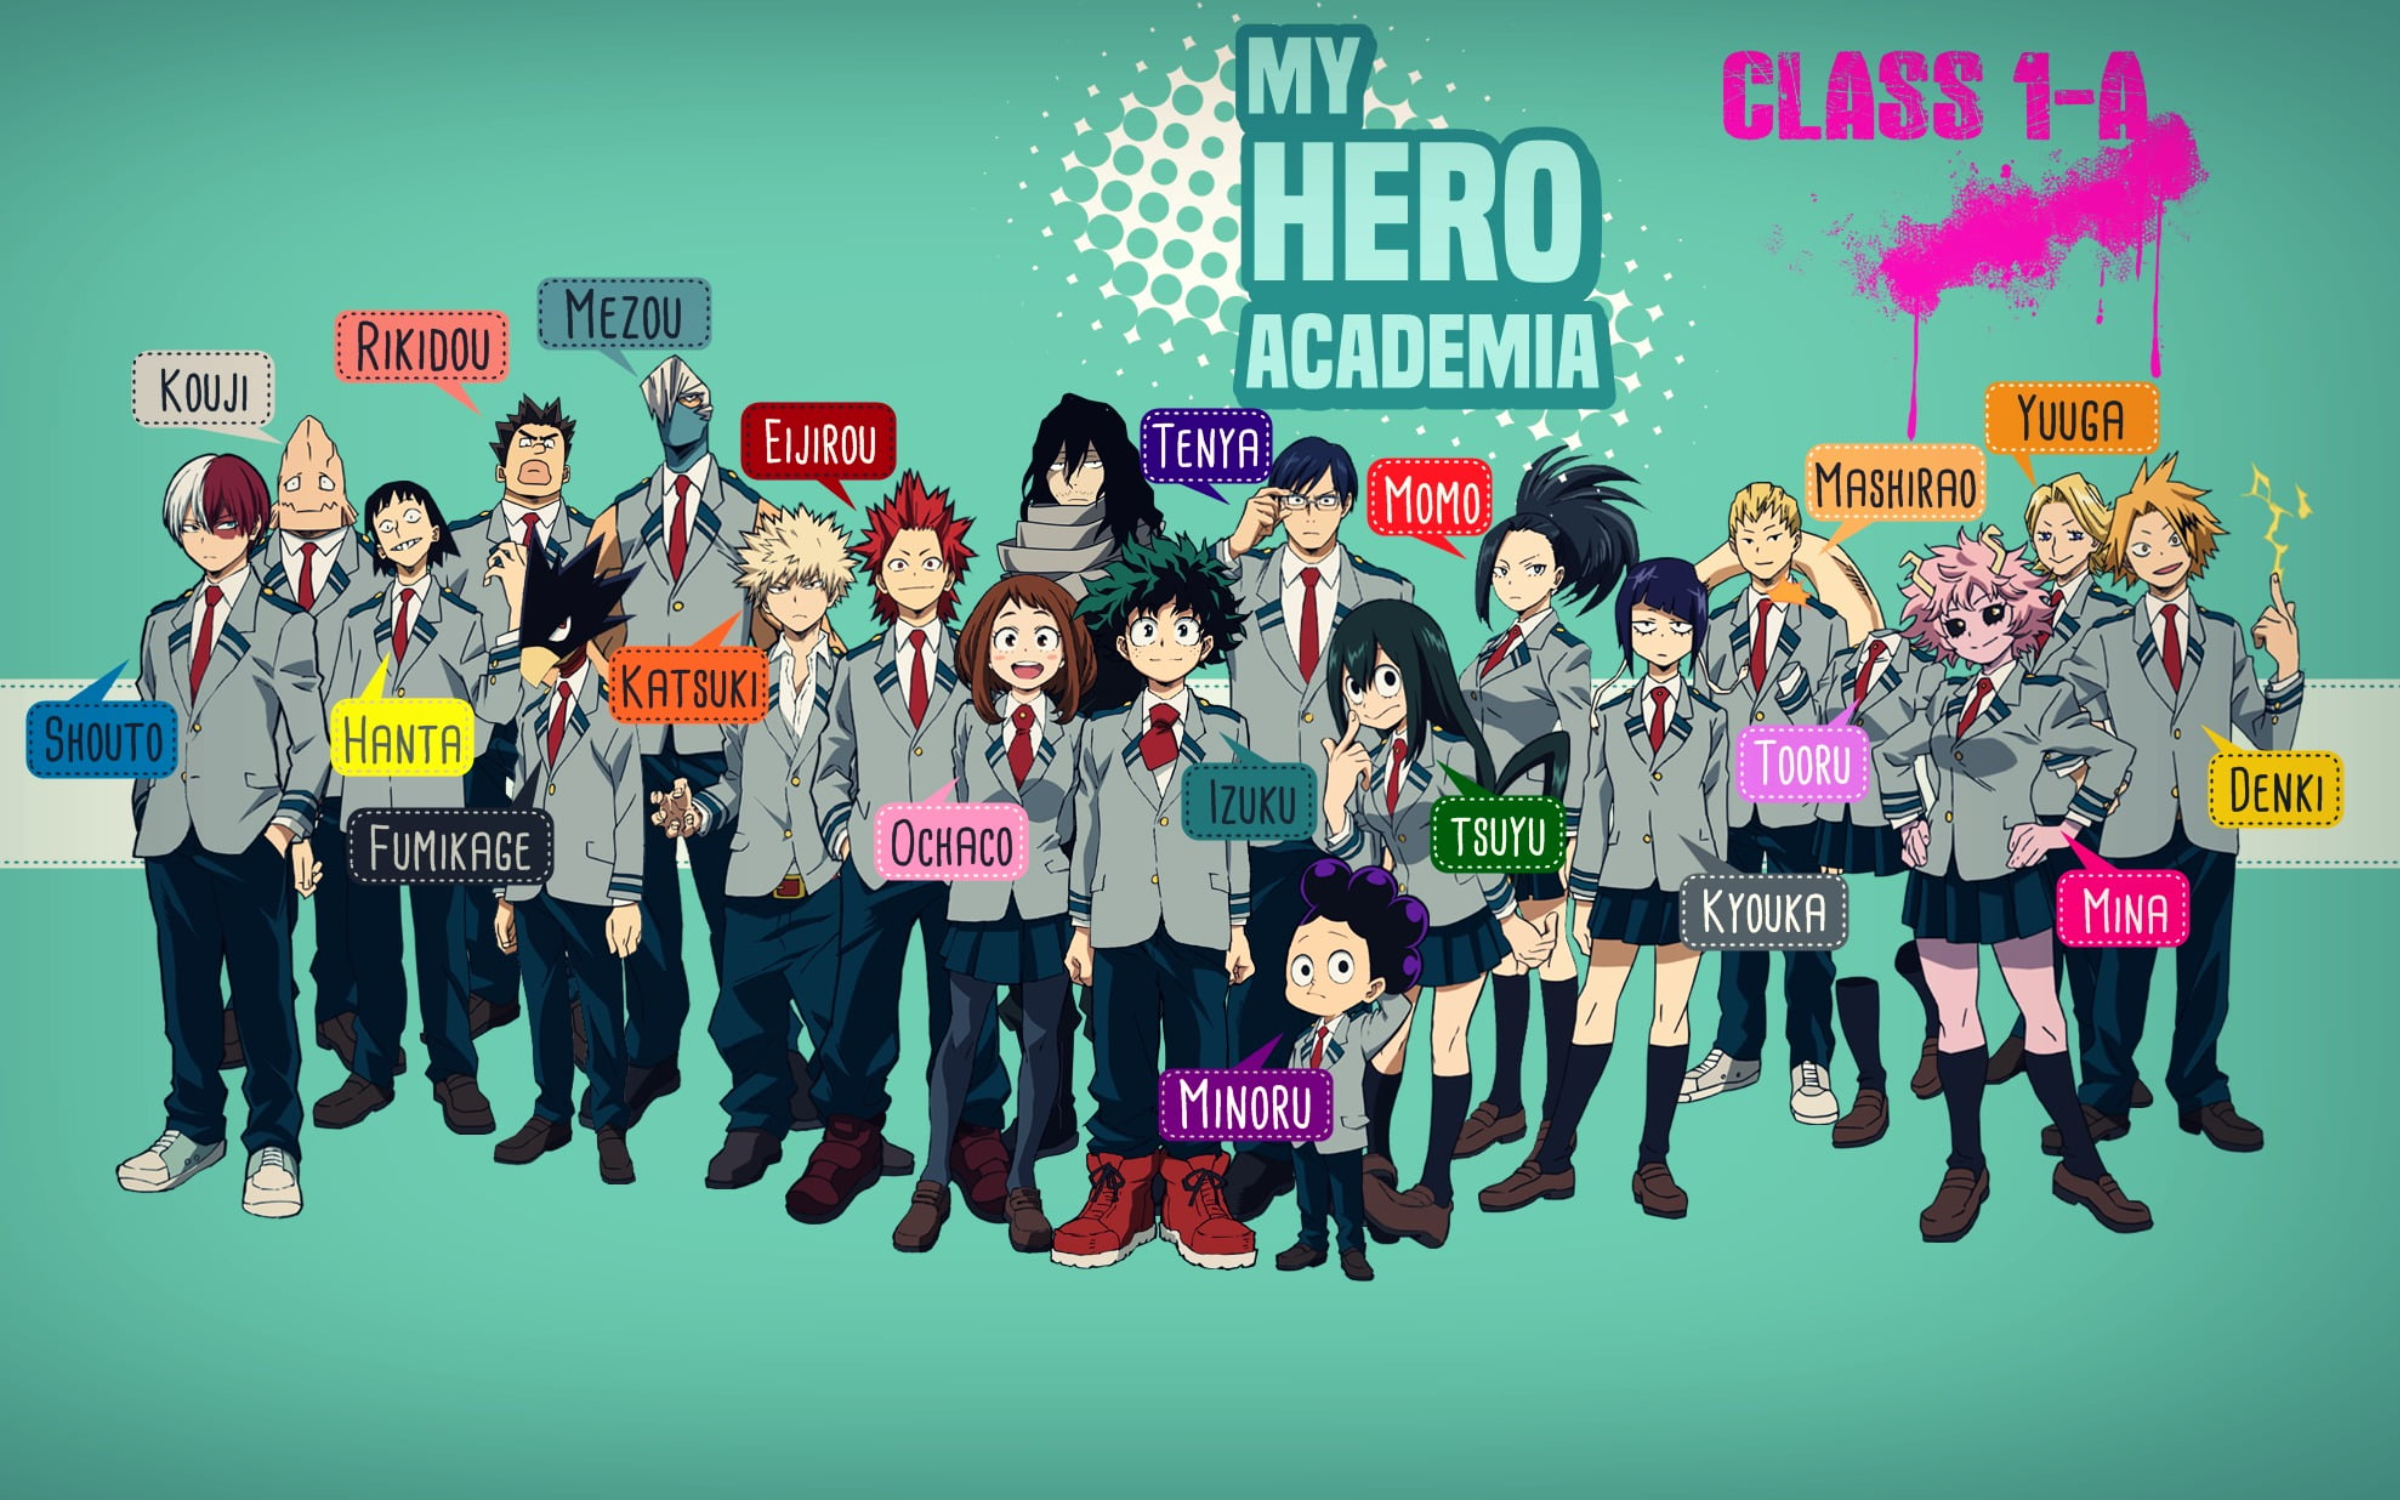 MY
HERO
ACADEMIA
CLASS 1-A
MEZOU
RIKIDOU
KOUJI
YUUGA
EIJIROU
TENYA
MOMO
MASHIRAO
KATSUKI
SHOUTO
HANTA
TOORU
DENKI
IZUKU
FUMIKAGE
OCHACO
TSUYU
KYOUKA
MINA
MINORU